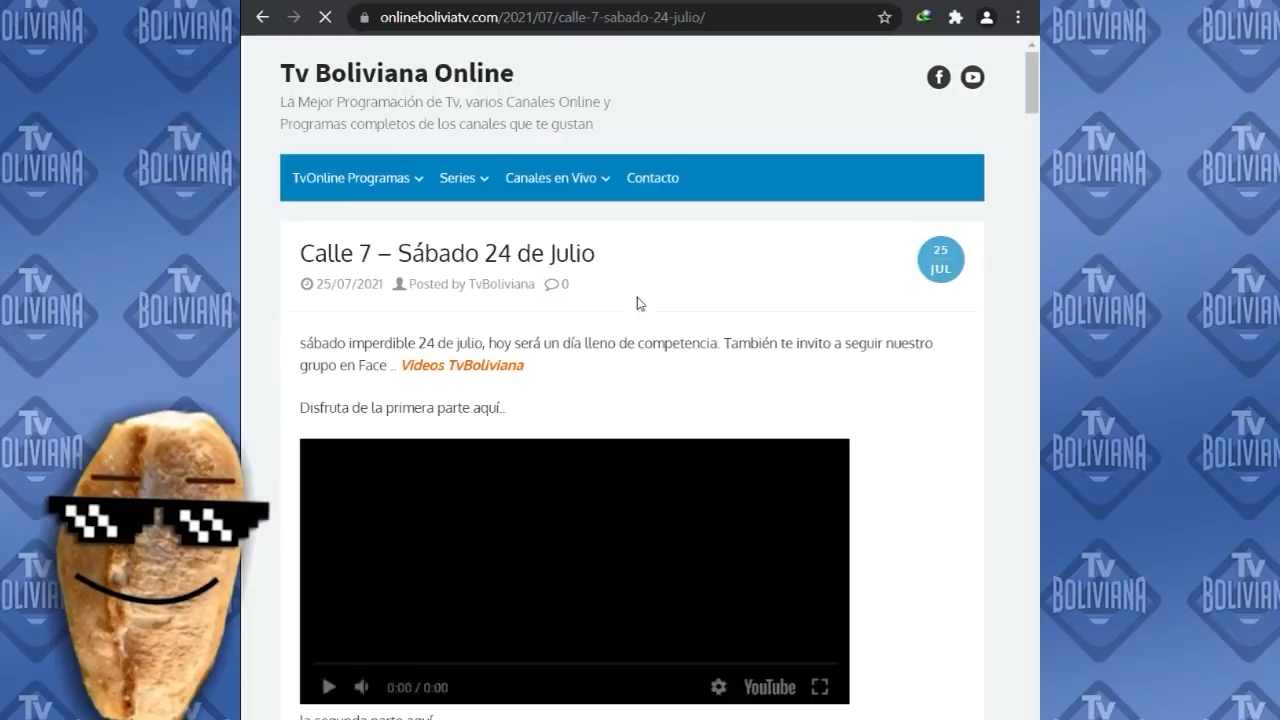 onlineboliviatv.com/2021/07/calle-7-sabado-24-julio/
Tv Boliviana Online
La Mejor Programación de Tv, varios Canales Online y
Programas completos de los canales que te gustan
TvOnline Programas
Series
Canales en Vivo
Contacto
Calle 7 – Sábado 24 de Julio
25
JUL
25/07/2021
Posted by TvBoliviana
0
sábado imperdible 24 de julio, hoy será un día lleno de competencia. También te invito a seguir nuestro
grupo en Face .. Videos TvBoliviana
Disfruta de la primera parte aquí..
0:00 / 0:00
YouTube
la segunda parte aquí
Tv
BOLIVIANA